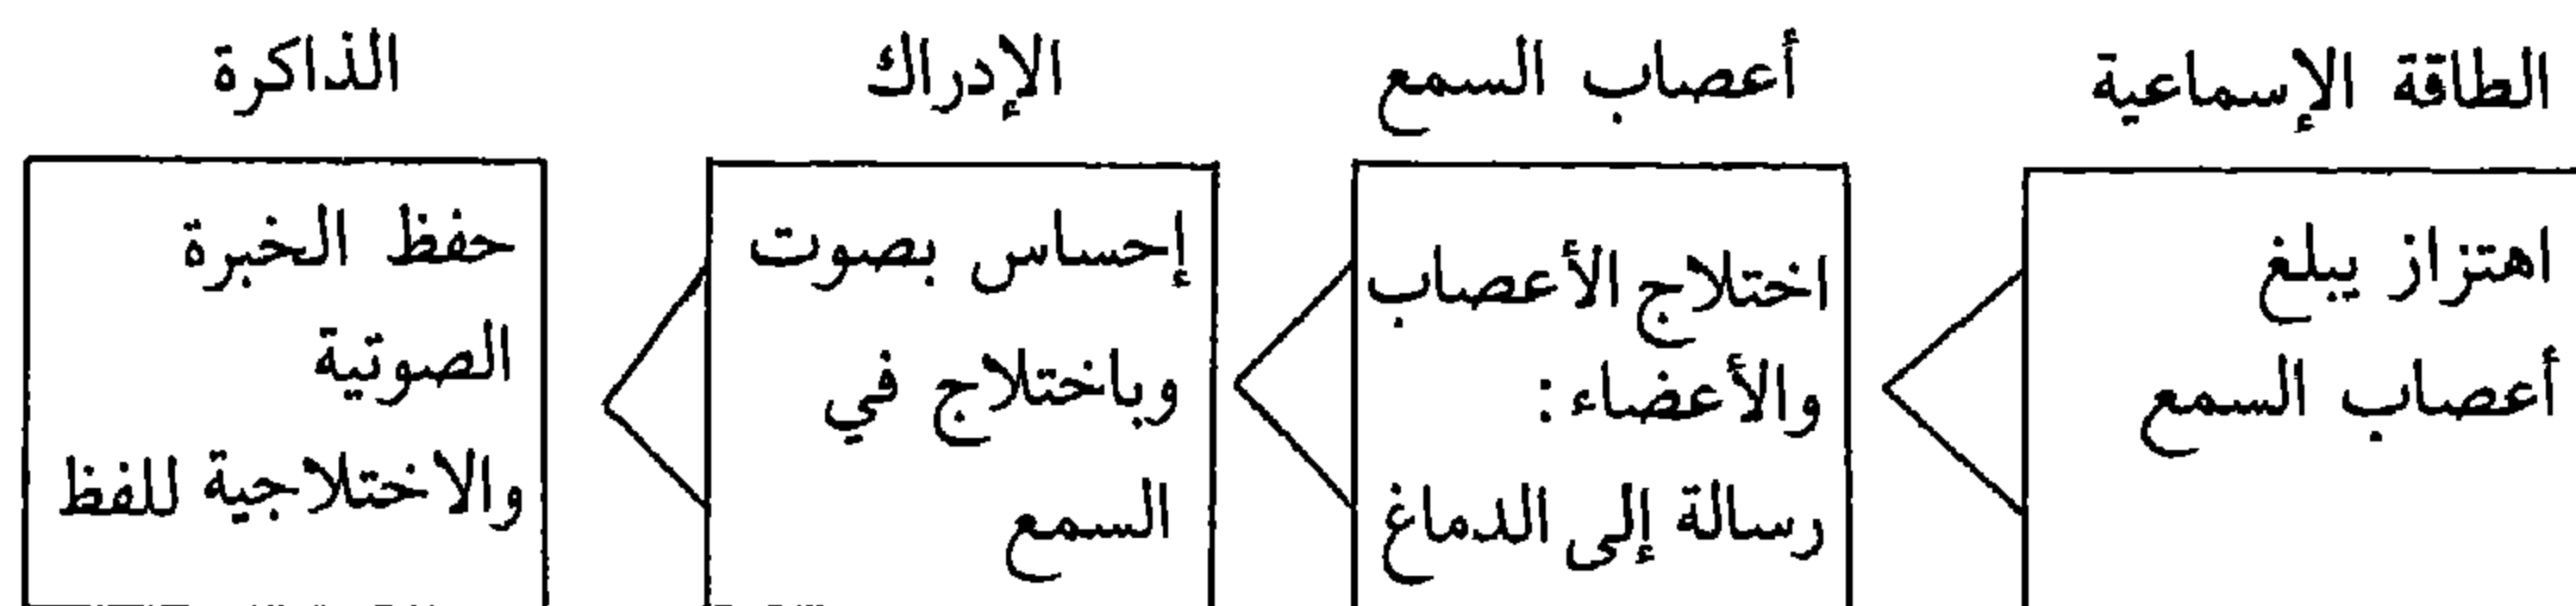 الطاقة الإسماعية
اهتزاز يبلغ
أعصاب السمع
أعصاب السمع
اختلاج الأعصاب
والأعضاء:
رسالة إلى الدماغ
الإدراك
إحساس بصوت
وباختلاج في
السمع
الذاكرة
حفظ الخبرة
الصوتية
والاختلاجية للفظ